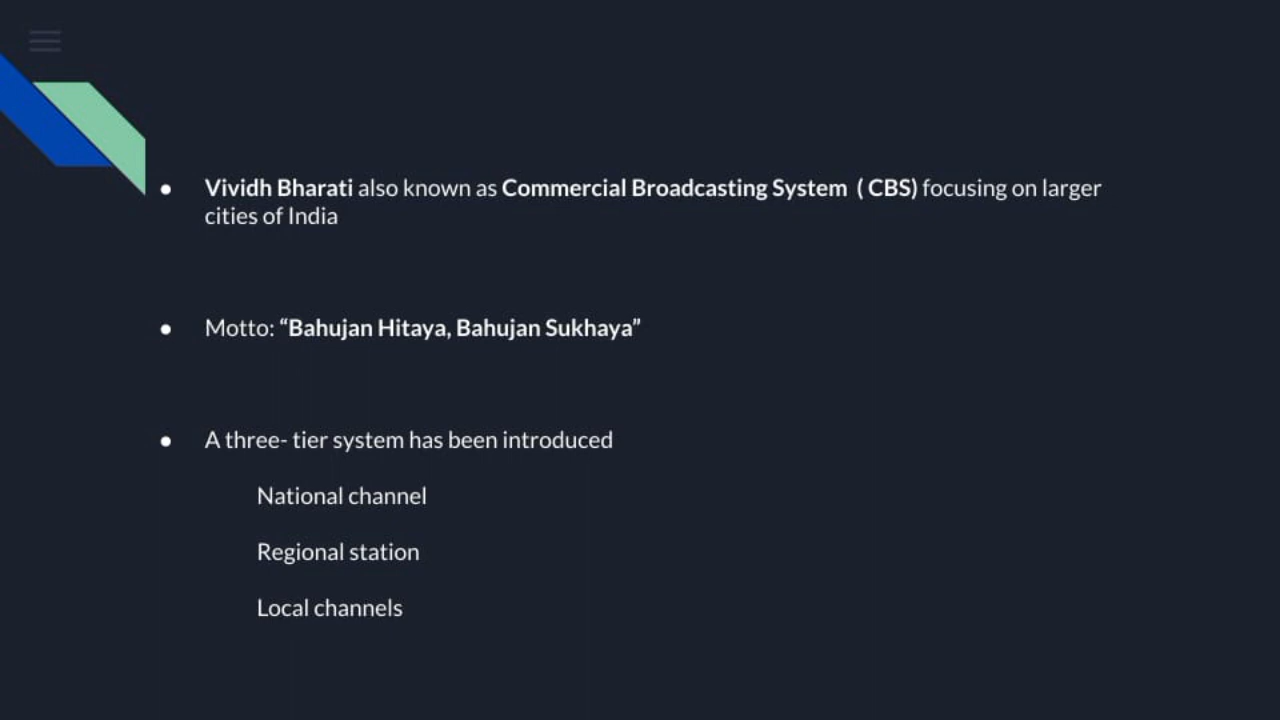 ● Vividh Bharati also known as Commercial Broadcasting System ( CBS) focusing on larger
cities of India
● Motto: “Bahujan Hitaya, Bahujan Sukhaya”
● A three- tier system has been introduced
National channel
Regional station
Local channels